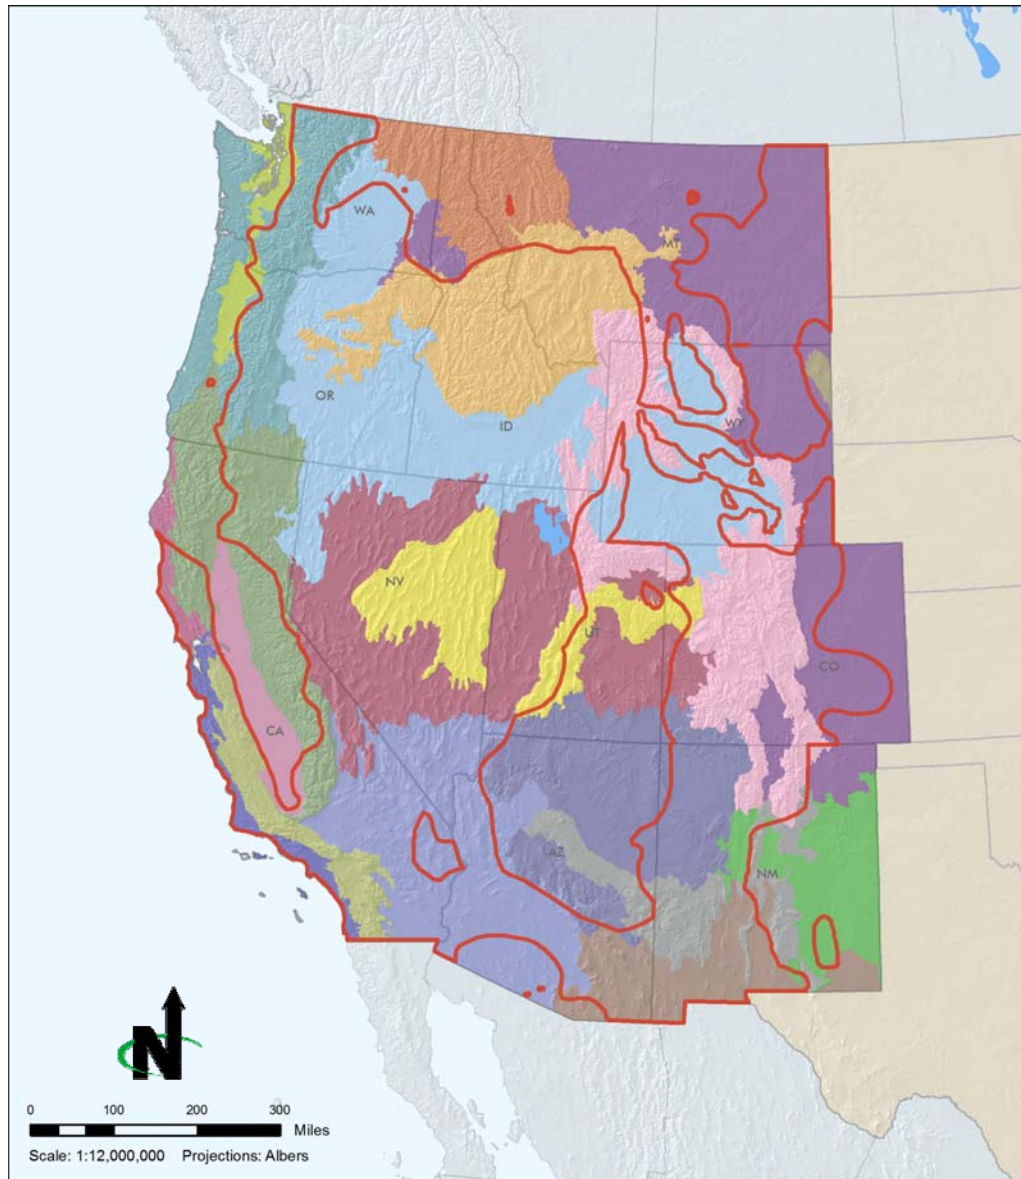 WA
MT
OR
ID
WY
NV
UT
CO
CA
AZ
NM
N
0 100 200 300
Miles
Scale: 1:12,000,000 Projections: Albers